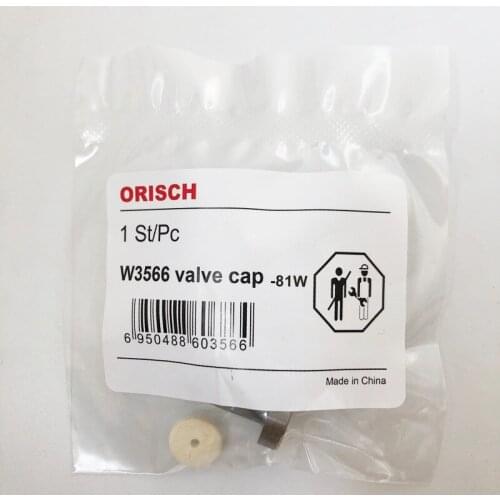 ORISCH
1 St/Pc
W3566 valve cap -81W
6 950488 603566
Made in China